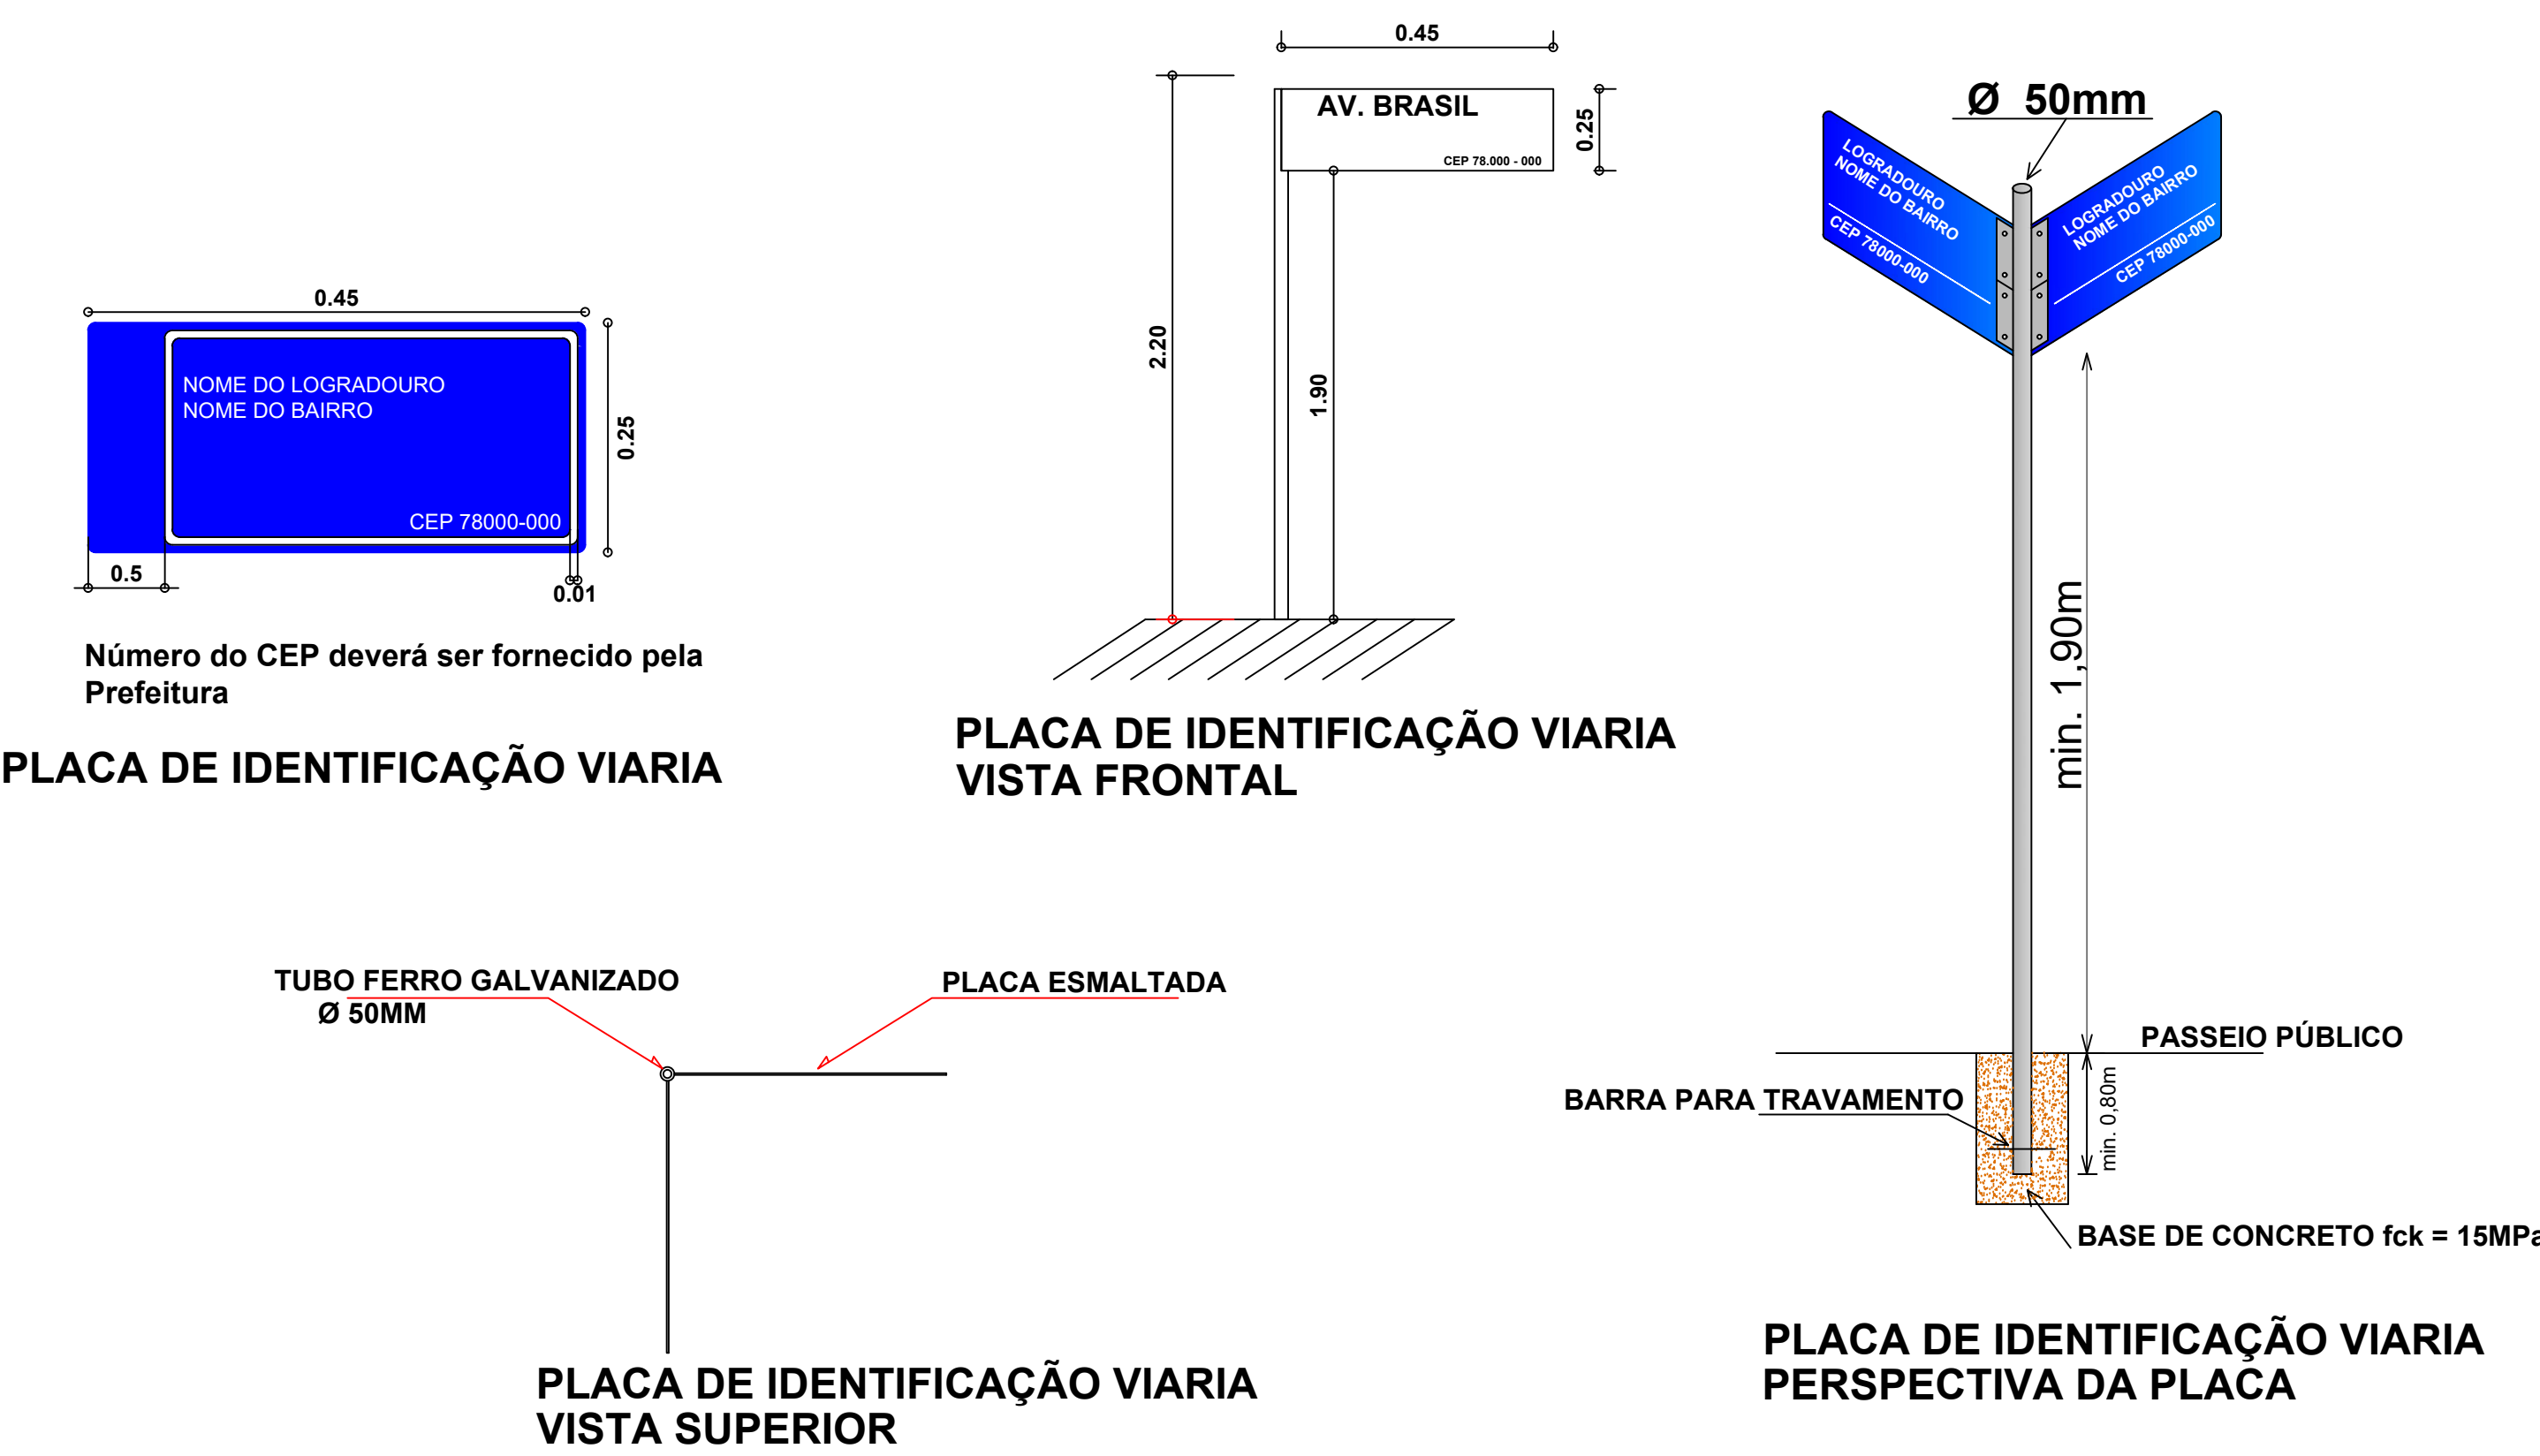 0.45
NOME DO LOGRADOURO
NOME DO BAIRRO
CEP 78000-000
0.25
0.5
0.01
Número do CEP deverá ser fornecido pela
Prefeitura
PLACA DE IDENTIFICAÇÃO VIARIA
0.45
AV. BRASIL
CEP 78.000 - 000
0.25
2.20
1.90
PLACA DE IDENTIFICAÇÃO VIARIA
VISTA FRONTAL
Ø 50mm
LOGRADOURO
NOME DO BAIRRO
CEP 78000-000
LOGRADOURO
NOME DO BAIRRO
CEP 78000-000
min. 1,90m
PASSEIO PÚBLICO
BARRA PARA TRAVAMENTO
min. 0,80m
BASE DE CONCRETO fck = 15MPa
PLACA DE IDENTIFICAÇÃO VIARIA
PERSPECTIVA DA PLACA
TUBO FERRO GALVANIZADO
Ø 50MM
PLACA ESMALTADA
PLACA DE IDENTIFICAÇÃO VIARIA
VISTA SUPERIOR